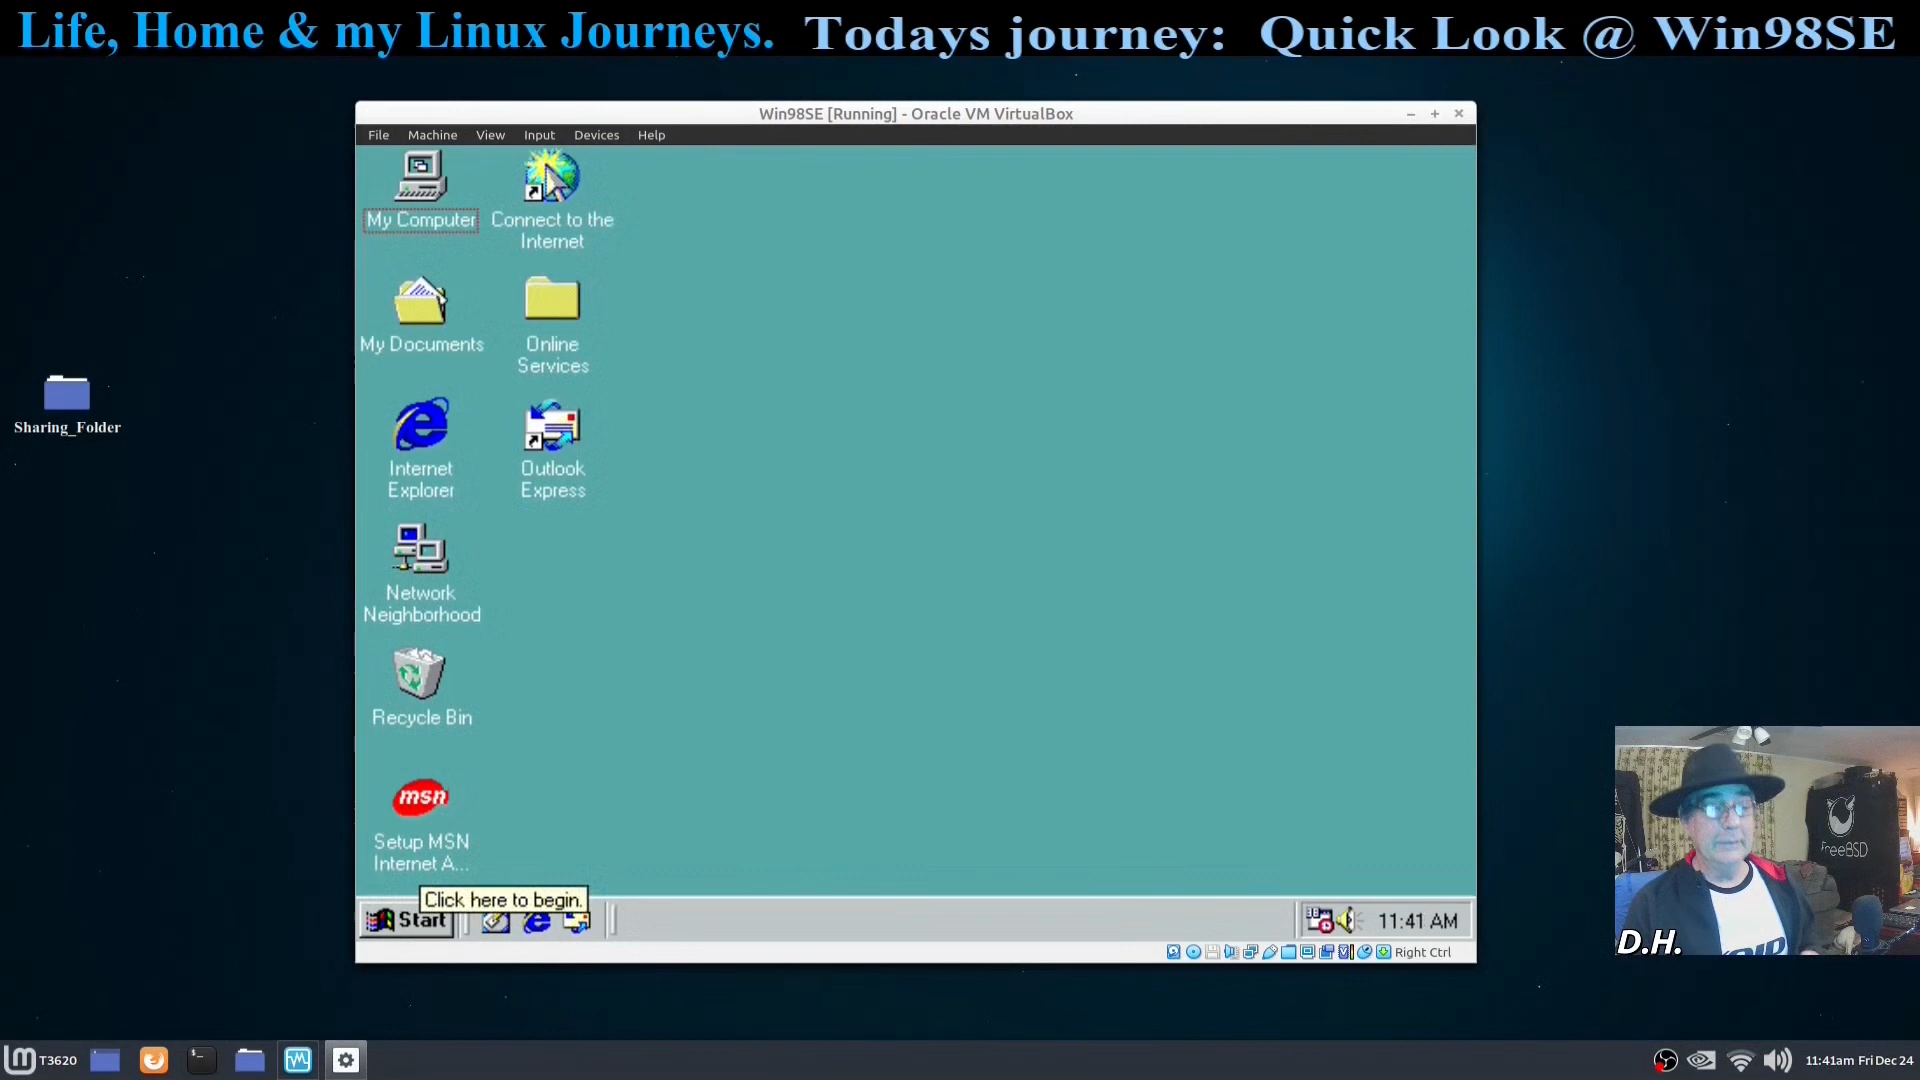 Life, Home & my Linux Journeys. Todays journey: Quick Look @ Win98SE
Win98SE [Running] - Oracle VM VirtualBox
File Machine View Input Devices Help
My Computer
Connect to the
Internet
My Documents
Online
Services
Sharing_Folder
Internet
Explorer
Outlook
Express
Network
Neighborhood
Recycle Bin
msn
Setup MSN
Internet A...
Click here to begin.
Start
11:41 AM
Right Ctrl
FreeBSD
D.H.
T3620
11:41am Fri Dec 24